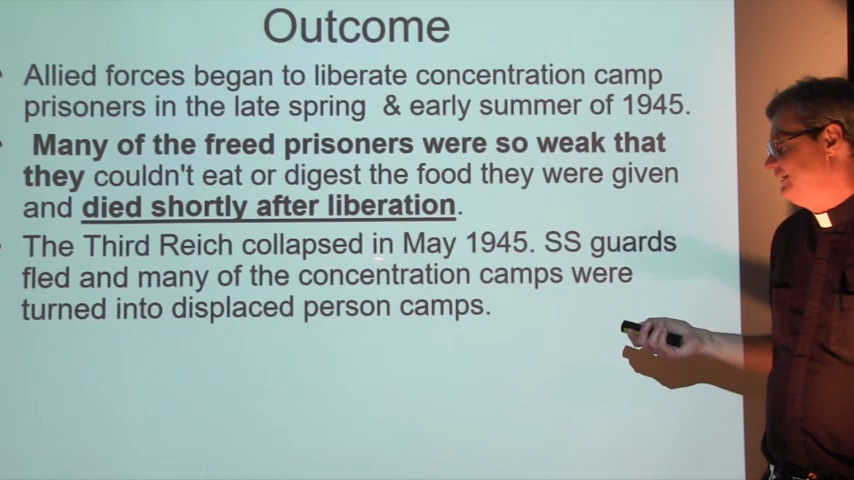 Outcome
Allied forces began to liberate concentration camp
prisoners in the late spring & early summer of 1945.
Many of the freed prisoners were so weak that
they couldn't eat or digest the food they were given
and died shortly after liberation.
The Third Reich collapsed in May 1945. SS guards
fled and many of the concentration camps were
turned into displaced person camps.